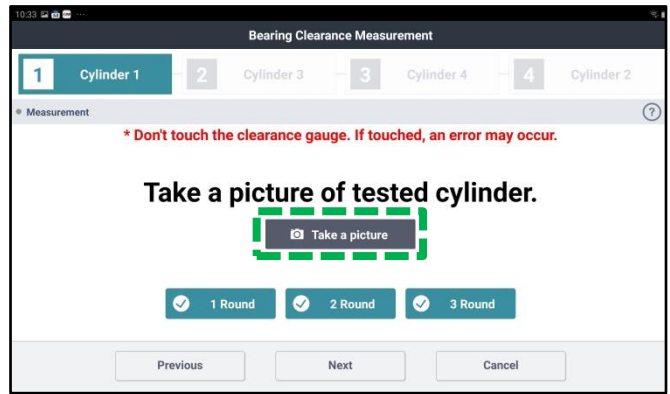 10:33
Bearing Clearance Measurement
1 Cylinder 1 2 Cylinder 3 3 Cylinder 4 4 Cylinder 2
Measurement ?
* Don't touch the clearance gauge. If touched, an error may occur.
Take a picture of tested cylinder.
Take a picture
1 Round 2 Round 3 Round
Previous Next Cancel